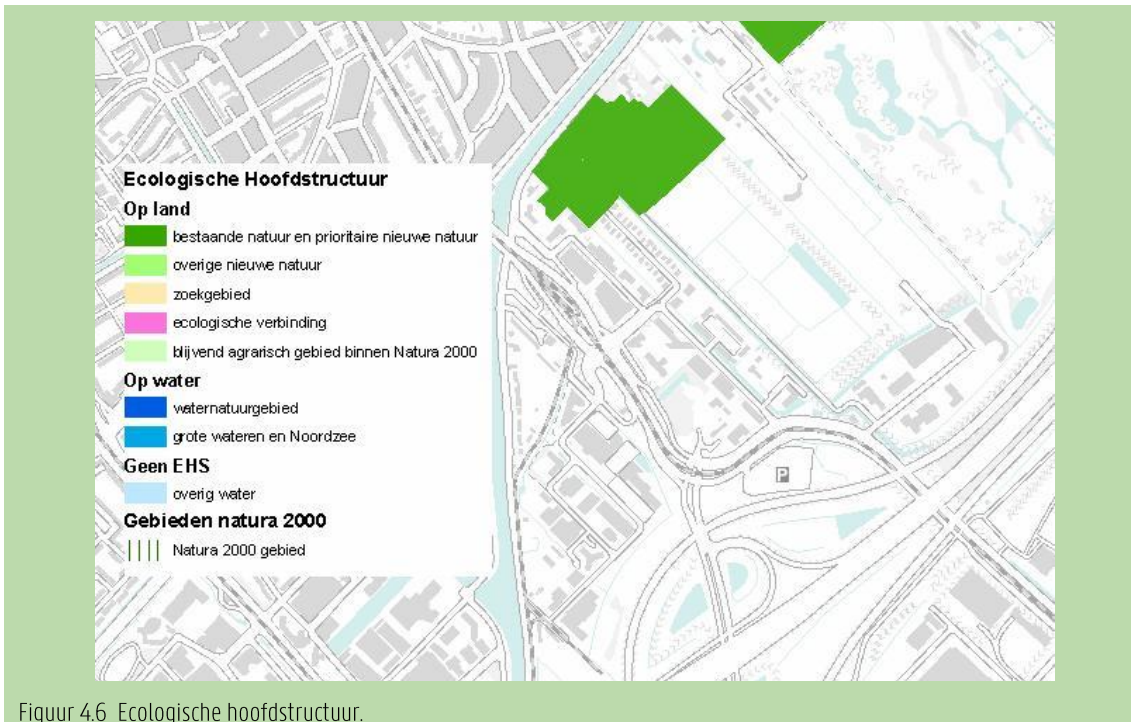 Ecologische Hoofdstructuur
Op land
bestaande natuur en prioritaire nieuwe natuur
overige nieuwe natuur
zoekgebied
ecologische verbinding
blijvend agrarisch gebied binnen Natura 2000
Op water
waternatuurgebied
grote wateren en Noordzee
Geen EHS
overig water
Gebieden natura 2000
Natura 2000 gebied
P
Figuur 4.6 Ecologische hoofdstructuur.